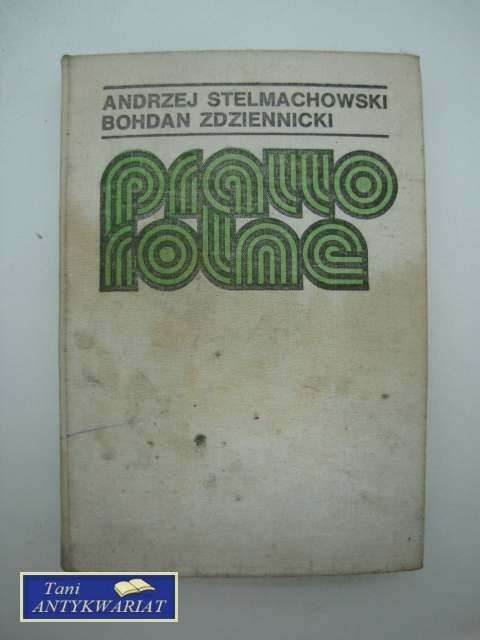 ANDRZEJ STELMACHOWSKI
BOHDAN ZDZIENNICKI
prawo
rolne
Tani
ANTYKWARIAT